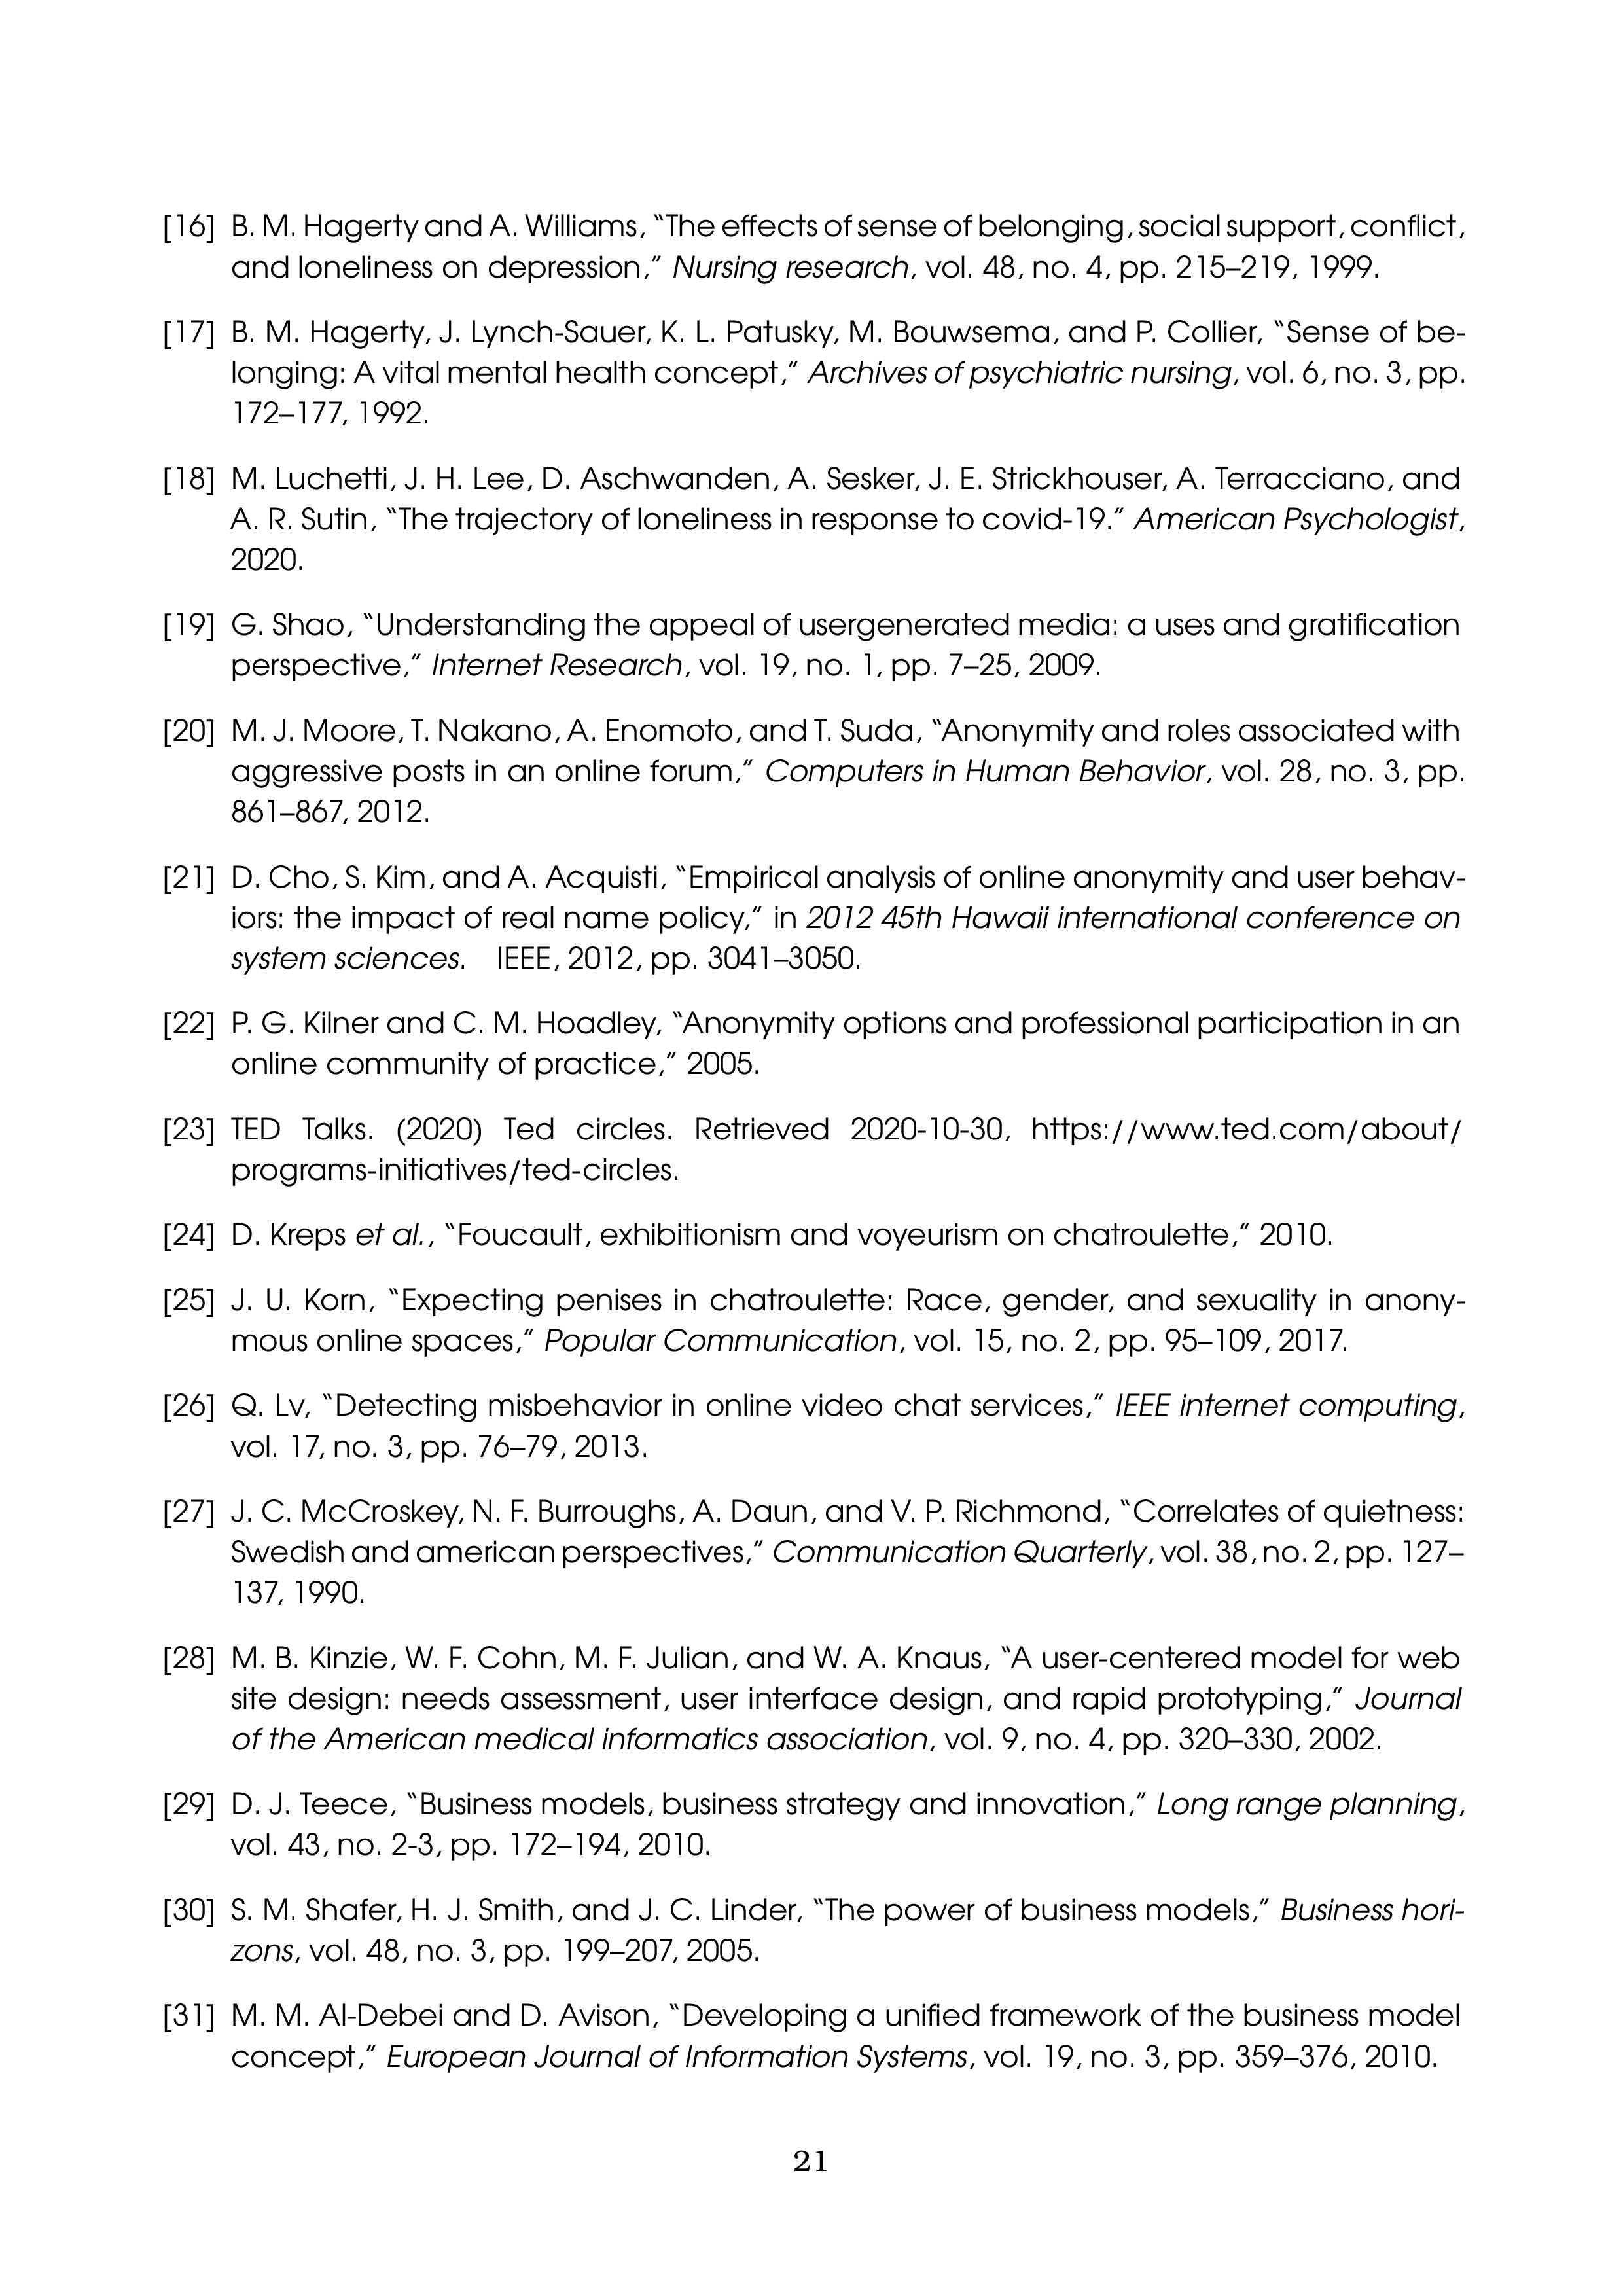 [16] B. M. Hagerty and A. Williams, “The effects of sense of belonging, social support, conflict,
and loneliness on depression,” Nursing research, vol. 48, no. 4, pp. 215–219, 1999.
[17] B. M. Hagerty, J. Lynch-Sauer, K. L. Patusky, M. Bouwsema, and P. Collier, “Sense of be-
longing: A vital mental health concept,” Archives of psychiatric nursing, vol. 6, no. 3, pp.
172–177, 1992.
[18] M. Luchetti, J. H. Lee, D. Aschwanden, A. Sesker, J. E. Strickhouser, A. Terracciano, and
A. R. Sutin, “The trajectory of loneliness in response to covid-19.” American Psychologist,
2020.
[19] G. Shao, “Understanding the appeal of usergenerated media: a uses and gratification
perspective,” Internet Research, vol. 19, no. 1, pp. 7–25, 2009.
[20] M. J. Moore, T. Nakano, A. Enomoto, and T. Suda, “Anonymity and roles associated with
aggressive posts in an online forum,” Computers in Human Behavior, vol. 28, no. 3, pp.
861–867, 2012.
[21] D. Cho, S. Kim, and A. Acquisti, “Empirical analysis of online anonymity and user behav-
iors: the impact of real name policy,” in 2012 45th Hawaii international conference on
system sciences. IEEE, 2012, pp. 3041–3050.
[22] P. G. Kilner and C. M. Hoadley, “Anonymity options and professional participation in an
online community of practice,” 2005.
[23] TED Talks. (2020) Ted circles. Retrieved 2020-10-30, https://www.ted.com/about/
programs-initiatives/ted-circles.
[24] D. Kreps et al., “Foucault, exhibitionism and voyeurism on chatroulette,” 2010.
[25] J. U. Korn, “Expecting penises in chatroulette: Race, gender, and sexuality in anony-
mous online spaces,” Popular Communication, vol. 15, no. 2, pp. 95–109, 2017.
[26] Q. Lv, “Detecting misbehavior in online video chat services,” IEEE internet computing,
vol. 17, no. 3, pp. 76–79, 2013.
[27] J. C. McCroskey, N. F. Burroughs, A. Daun, and V. P. Richmond, “Correlates of quietness:
Swedish and american perspectives,” Communication Quarterly, vol. 38, no. 2, pp. 127–
137, 1990.
[28] M. B. Kinzie, W. F. Cohn, M. F. Julian, and W. A. Knaus, “A user-centered model for web
site design: needs assessment, user interface design, and rapid prototyping,” Journal
of the American medical informatics association, vol. 9, no. 4, pp. 320–330, 2002.
[29] D. J. Teece, “Business models, business strategy and innovation,” Long range planning,
vol. 43, no. 2-3, pp. 172–194, 2010.
[30] S. M. Shafer, H. J. Smith, and J. C. Linder, “The power of business models,” Business hori-
zons, vol. 48, no. 3, pp. 199–207, 2005.
[31] M. M. Al-Debei and D. Avison, “Developing a unified framework of the business model
concept,” European Journal of Information Systems, vol. 19, no. 3, pp. 359–376, 2010.
21